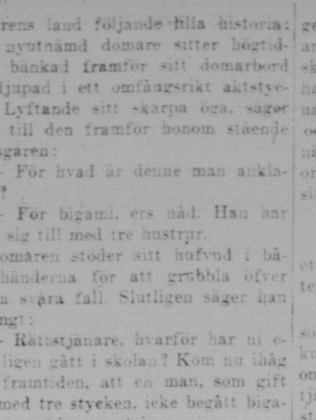 rens land följande lilla historia:
nyutnämd domare sitter högtid-
bänkad framför sitt domarbord
djupad i ett omfångsrikt aktstyc-
Lyftande sitt skarpa öga, säger
till den framför honom stående
garen:
- För hvad är denne man ankla-
?
- För bigami, ers nåd. Han har
sig till med tre hustrur.
omaren stöder sitt hufvud i bå-
händerna för att grubbla öfver
a svåra fall. Slutligen säger han
ngt:
- Rättstjänare, hvarför har ni e-
ligen gått i skolan? Kom nu ihåg
framtiden, att en man, som gift
med tre stycken, icke begått biga-